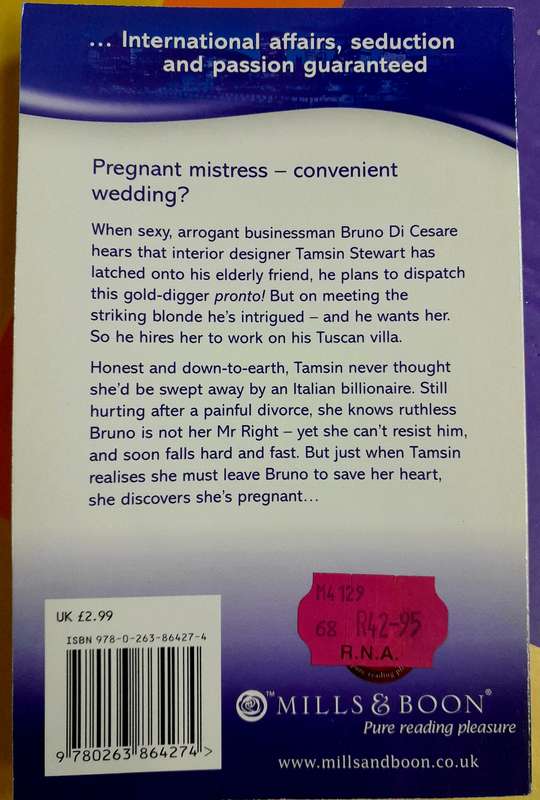 ... International affairs, seduction
and passion guaranteed
Pregnant mistress – convenient
wedding?
When sexy, arrogant businessman Bruno Di Cesare
hears that interior designer Tamsin Stewart has
latched onto his elderly friend, he plans to dispatch
this gold-digger pronto! But on meeting the
striking blonde he's intrigued – and he wants her.
So he hires her to work on his Tuscan villa.
Honest and down-to-earth, Tamsin never thought
she'd be swept away by an Italian billionaire. Still
hurting after a painful divorce, she knows ruthless
Bruno is not her Mr Right – yet she can't resist him,
and soon falls hard and fast. But just when Tamsin
realises she must leave Bruno to save her heart,
she discovers she's pregnant...
UK £2.99
ISBN 978-0-263-86427-4
9 780263 864274 >
M4 129
68 R42-95
R.N.A.
MILLS & BOON®
Pure reading pleasure
www.millsandboon.co.uk